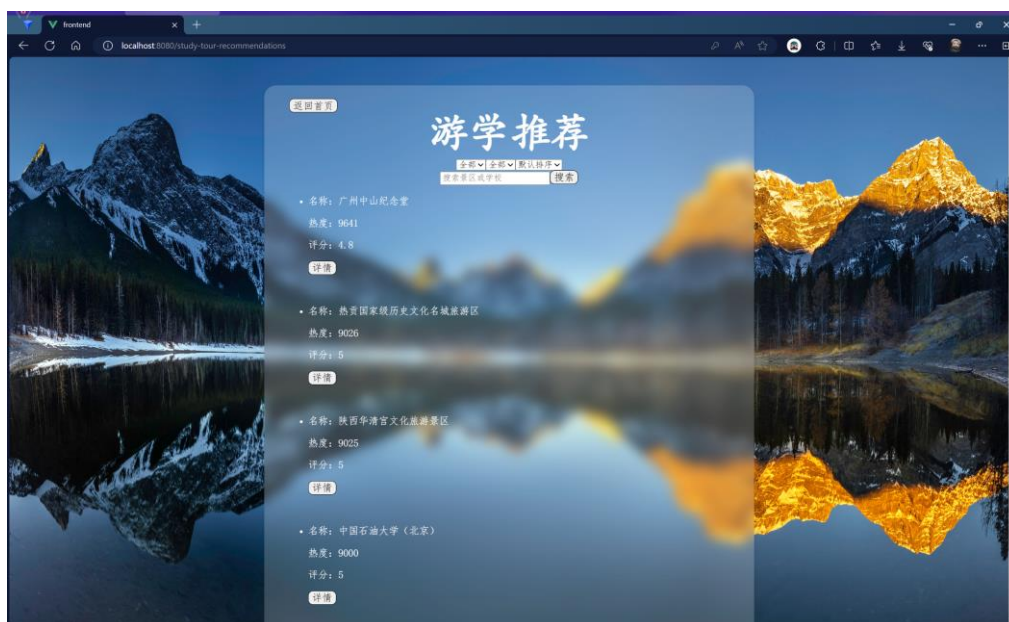 frontend
localhost:8080/study-tour-recommendations
返回首页
游学推荐
全部 全部 默认排序
搜索景区或学校 搜索
名称：广州中山纪念堂
热度：9641
评分：4.8
详情
名称：热贡国家级历史文化名城旅游区
热度：9026
评分：5
详情
名称：陕西华清宫文化旅游景区
热度：9025
评分：5
详情
名称：中国石油大学（北京）
热度：9000
评分：5
详情